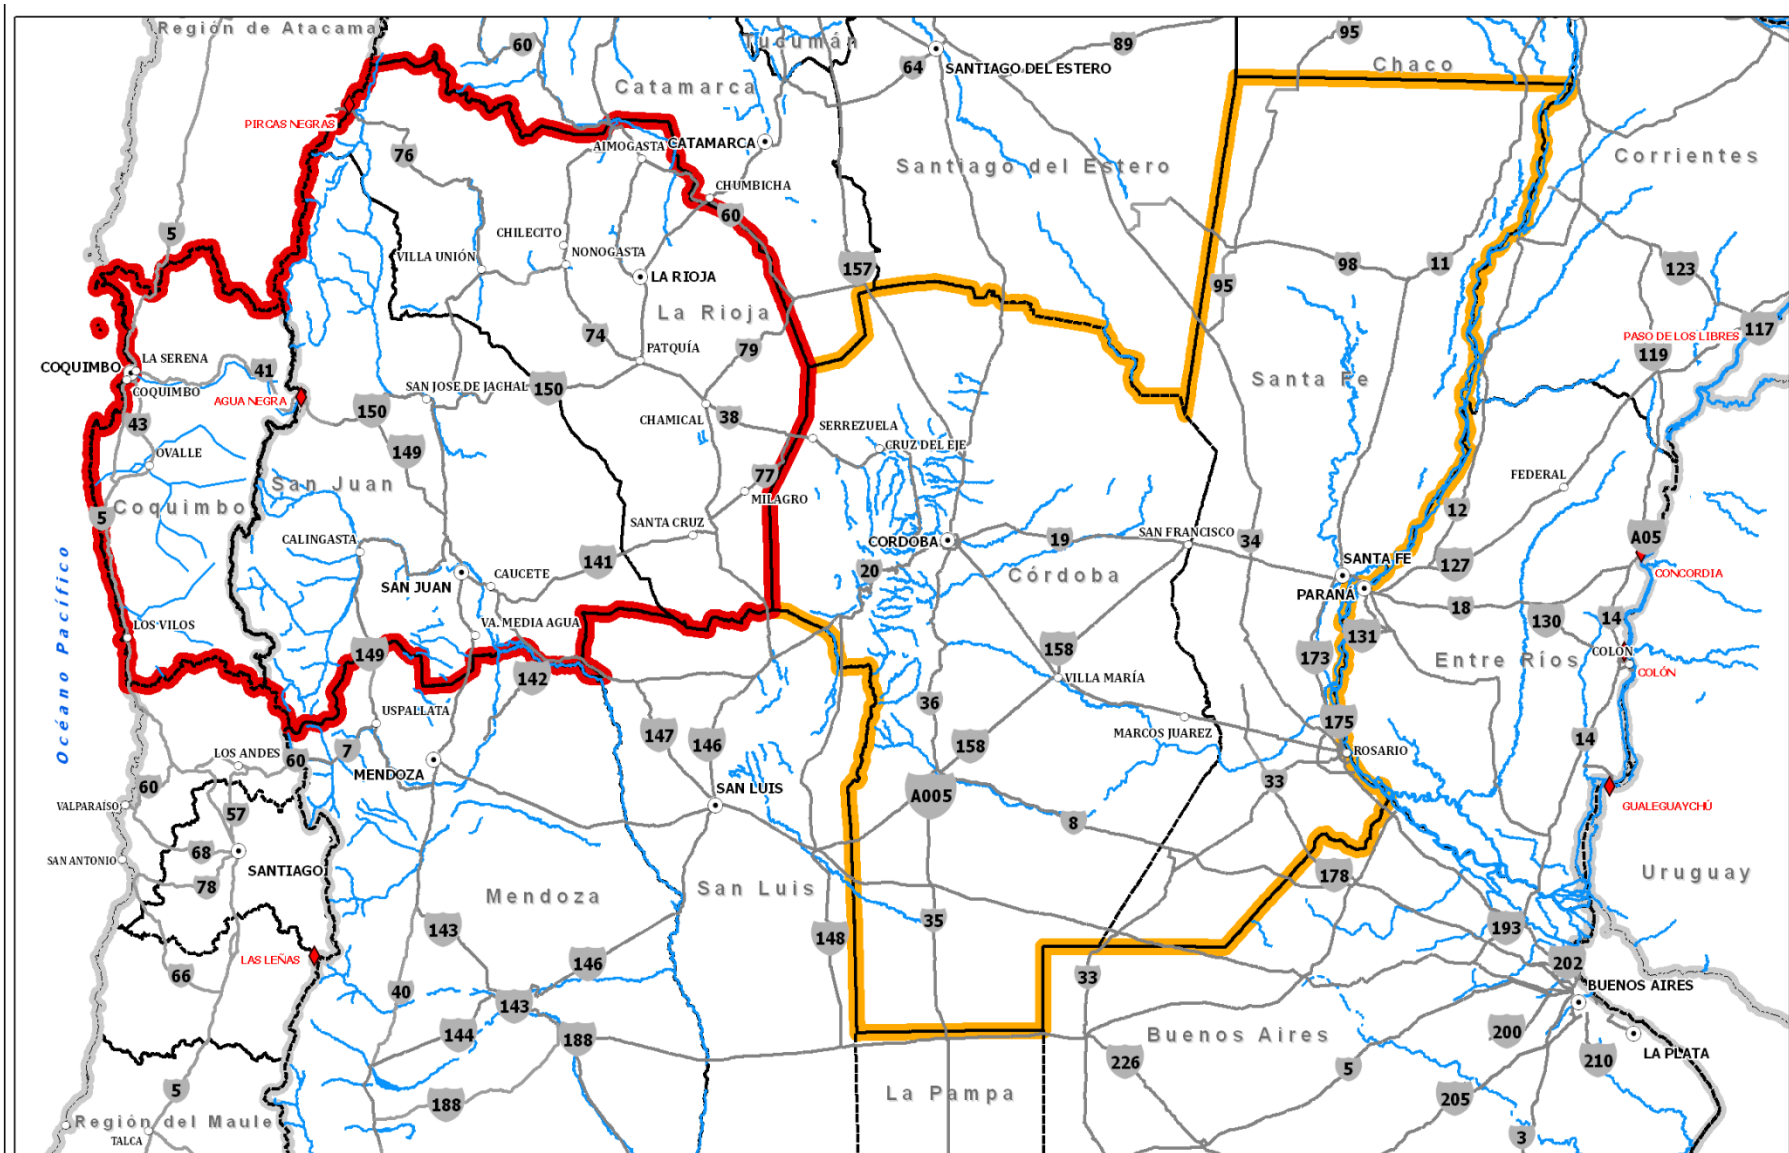 Región de Atacama
60
Tucumán
64
SANTIAGO DEL ESTERO
89
95
Chaco
Catamarca
PIRCAS NEGRAS
76
AIMOGASTA
CATAMARCA
Santiago del Estero
Corrientes
CHUMBICHA
60
5
CHILECITO
NONOGASTA
VILLA UNIÓN
LA RIOJA
157
95
98
11
123
La Rioja
74
PATQUÍA
79
117
PASO DE LOS LIBRES
119
COQUIMBO
LA SERENA
COQUIMBO
41
AGUA NEGRA
150
SAN JOSE DE JACHAL
150
Santa Fe
43
CHAMICAL
38
SERREZUELA
CRUZ DEL EJE
OVALLE
149
San Juan
77
MILAGRO
FEDERAL
Coquimbo
5
SANTA CRUZ
12
CALINGASTA
141
CORDOBA
19
SAN FRANCISCO
34
A05
SANTA FE
127
CONCORDIA
SAN JUAN
CAUCETE
20
Córdoba
PARANÁ
18
130
14
LOS VILOS
VA. MEDIA AGUA
131
149
142
158
VILLA MARÍA
173
Entre Ríos
COLON
COLÓN
Océano Pacífico
USPALLATA
147
146
36
MARCOS JUAREZ
175
ROSARIO
14
LOS ANDES
60
7
MENDOZA
158
33
60
VALPARAÍSO
57
SAN LUIS
A005
8
GUALEGUAYCHÚ
SAN ANTONIO
68
SANTIAGO
78
Mendoza
San Luis
178
Uruguay
143
148
35
193
LAS LEÑAS
66
146
33
202
40
143
BUENOS AIRES
144
188
Buenos Aires
200
210
LA PLATA
5
188
La Pampa
226
5
205
Región del Maule
TALCA
3